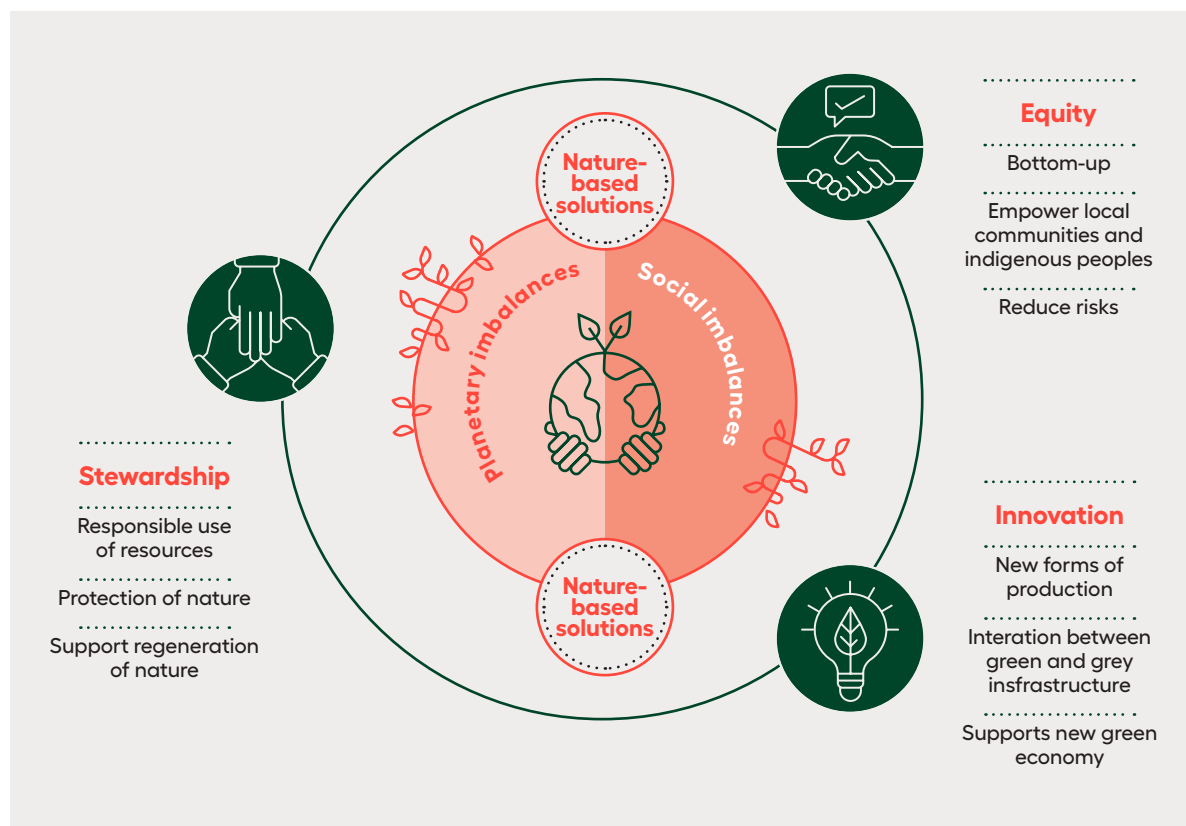 Nature-
based
solutions
Planetary imbalances
Social imbalances
Nature-
based
solutions
Equity
Bottom-up
Empower local
communities and
indigenous peoples
Reduce risks
Stewardship
Responsible use
of resources
Protection of nature
Support regeneration
of nature
Innovation
New forms of
production
Interation between
green and grey
insfrastructure
Supports new green
economy